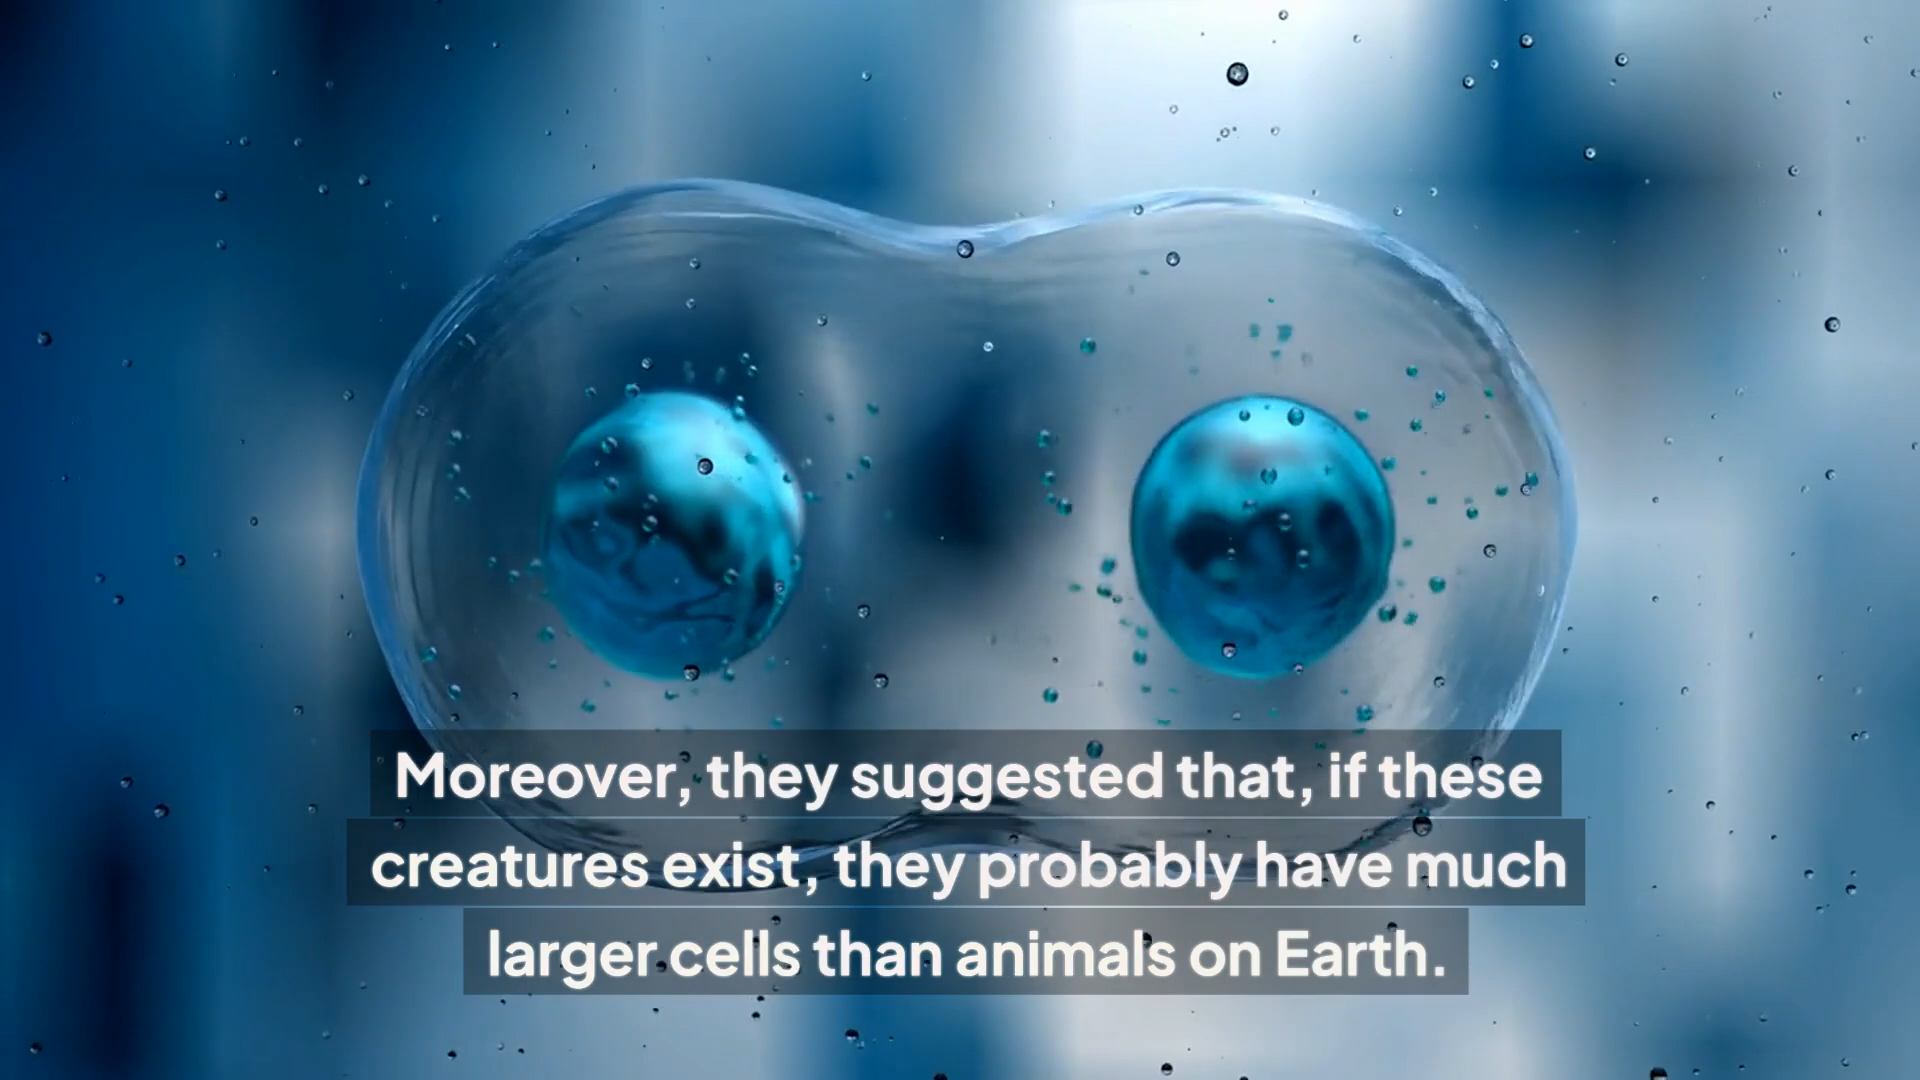 Moreover, they suggested that, if these
creatures exist, they probably have much
larger cells than animals on Earth.